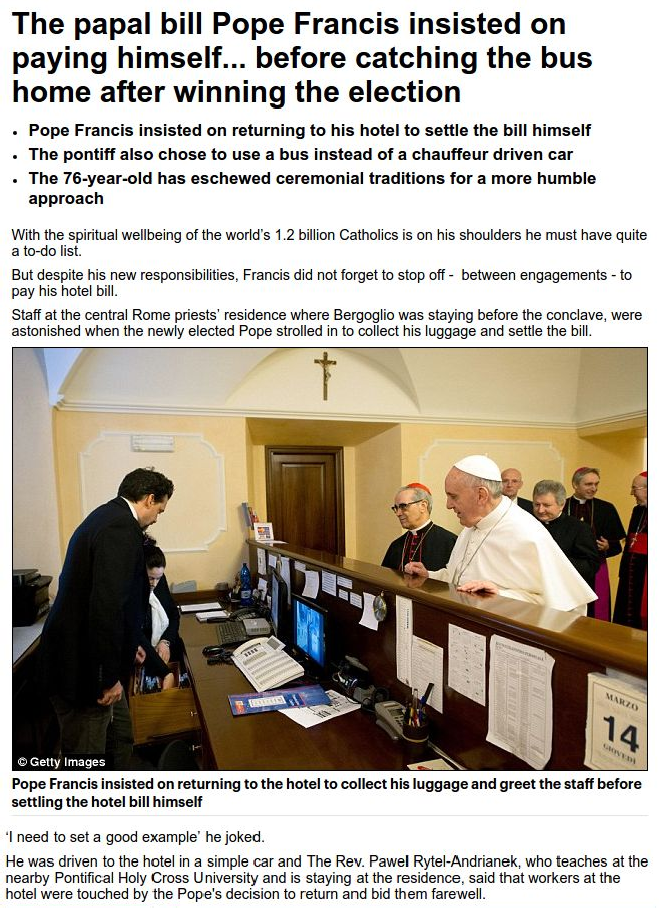 The papal bill Pope Francis insisted on
paying himself... before catching the bus
home after winning the election
• Pope Francis insisted on returning to his hotel to settle the bill himself
• The pontiff also chose to use a bus instead of a chauffeur driven car
• The 76-year-old has eschewed ceremonial traditions for a more humble
approach
With the spiritual wellbeing of the world's 1.2 billion Catholics is on his shoulders he must have quite
a to-do list.
But despite his new responsibilities, Francis did not forget to stop off - between engagements - to
pay his hotel bill.
Staff at the central Rome priests' residence where Bergoglio was staying before the conclave, were
astonished when the newly elected Pope strolled in to collect his luggage and settle the bill.
MARZO
14
GIOVEDÌ
© Getty Images
Pope Francis insisted on returning to the hotel to collect his luggage and greet the staff before
settling the hotel bill himself
‘I need to set a good example’ he joked.
He was driven to the hotel in a simple car and The Rev. Pawel Rytel-Andrianek, who teaches at the
nearby Pontifical Holy Cross University and is staying at the residence, said that workers at the
hotel were touched by the Pope's decision to return and bid them farewell.